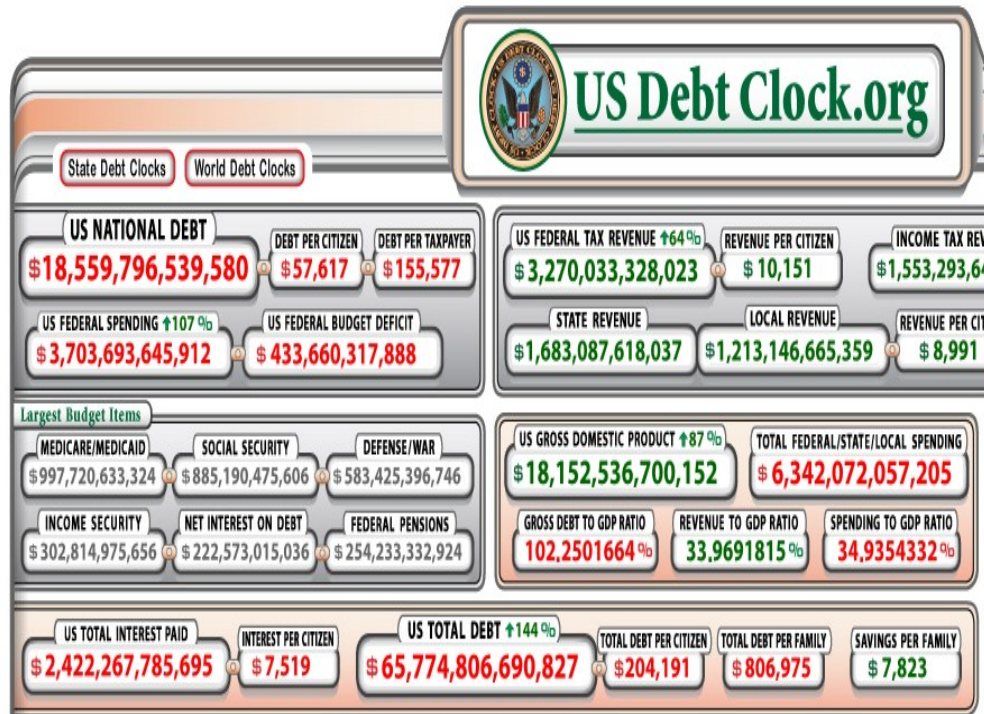 US Debt Clock.org
State Debt Clocks World Debt Clocks
US NATIONAL DEBT
$18,559,796,539,580
DEBT PER CITIZEN
$57,617
DEBT PER TAXPAYER
$155,577
US FEDERAL SPENDING ↑107 %
$3,703,693,645,912
US FEDERAL BUDGET DEFICIT
$433,660,317,888
US FEDERAL TAX REVENUE ↑64%
$3,270,033,328,023
REVENUE PER CITIZEN
$10,151
INCOME TAX REV
$1,553,293,64
STATE REVENUE
$1,683,087,618,037
LOCAL REVENUE
$1,213,146,665,359
REVENUE PER CIT
$8,991
Largest Budget Items
MEDICARE/MEDICAID
$997,720,633,324
SOCIAL SECURITY
$885,190,475,606
DEFENSE/WAR
$583,425,396,746
INCOME SECURITY
$302,814,975,656
NET INTEREST ON DEBT
$222,573,015,036
FEDERAL PENSIONS
$254,233,332,924
US GROSS DOMESTIC PRODUCT ↑87 %
$18,152,536,700,152
TOTAL FEDERAL/STATE/LOCAL SPENDING
$6,342,072,057,205
GROSS DEBT TO GDP RATIO
102.2501664%
REVENUE TO GDP RATIO
33.9691815%
SPENDING TO GDP RATIO
34.9354332%
US TOTAL INTEREST PAID
$2,422,267,785,695
INTEREST PER CITIZEN
$7,519
US TOTAL DEBT ↑144 %
$65,774,806,690,827
TOTAL DEBT PER CITIZEN
$204,191
TOTAL DEBT PER FAMILY
$806,975
SAVINGS PER FAMILY
$7,823